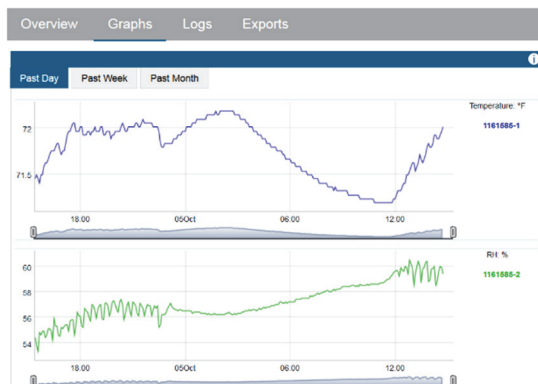 Overview Graphs Logs Exports
i
Past Day Past Week Past Month
Temperature: °F
1161585-1
72
71.5
18:00 05Oct 06:00 12:00
RH: %
1161585-2
60
58
56
54
18:00 05Oct 06:00 12:00